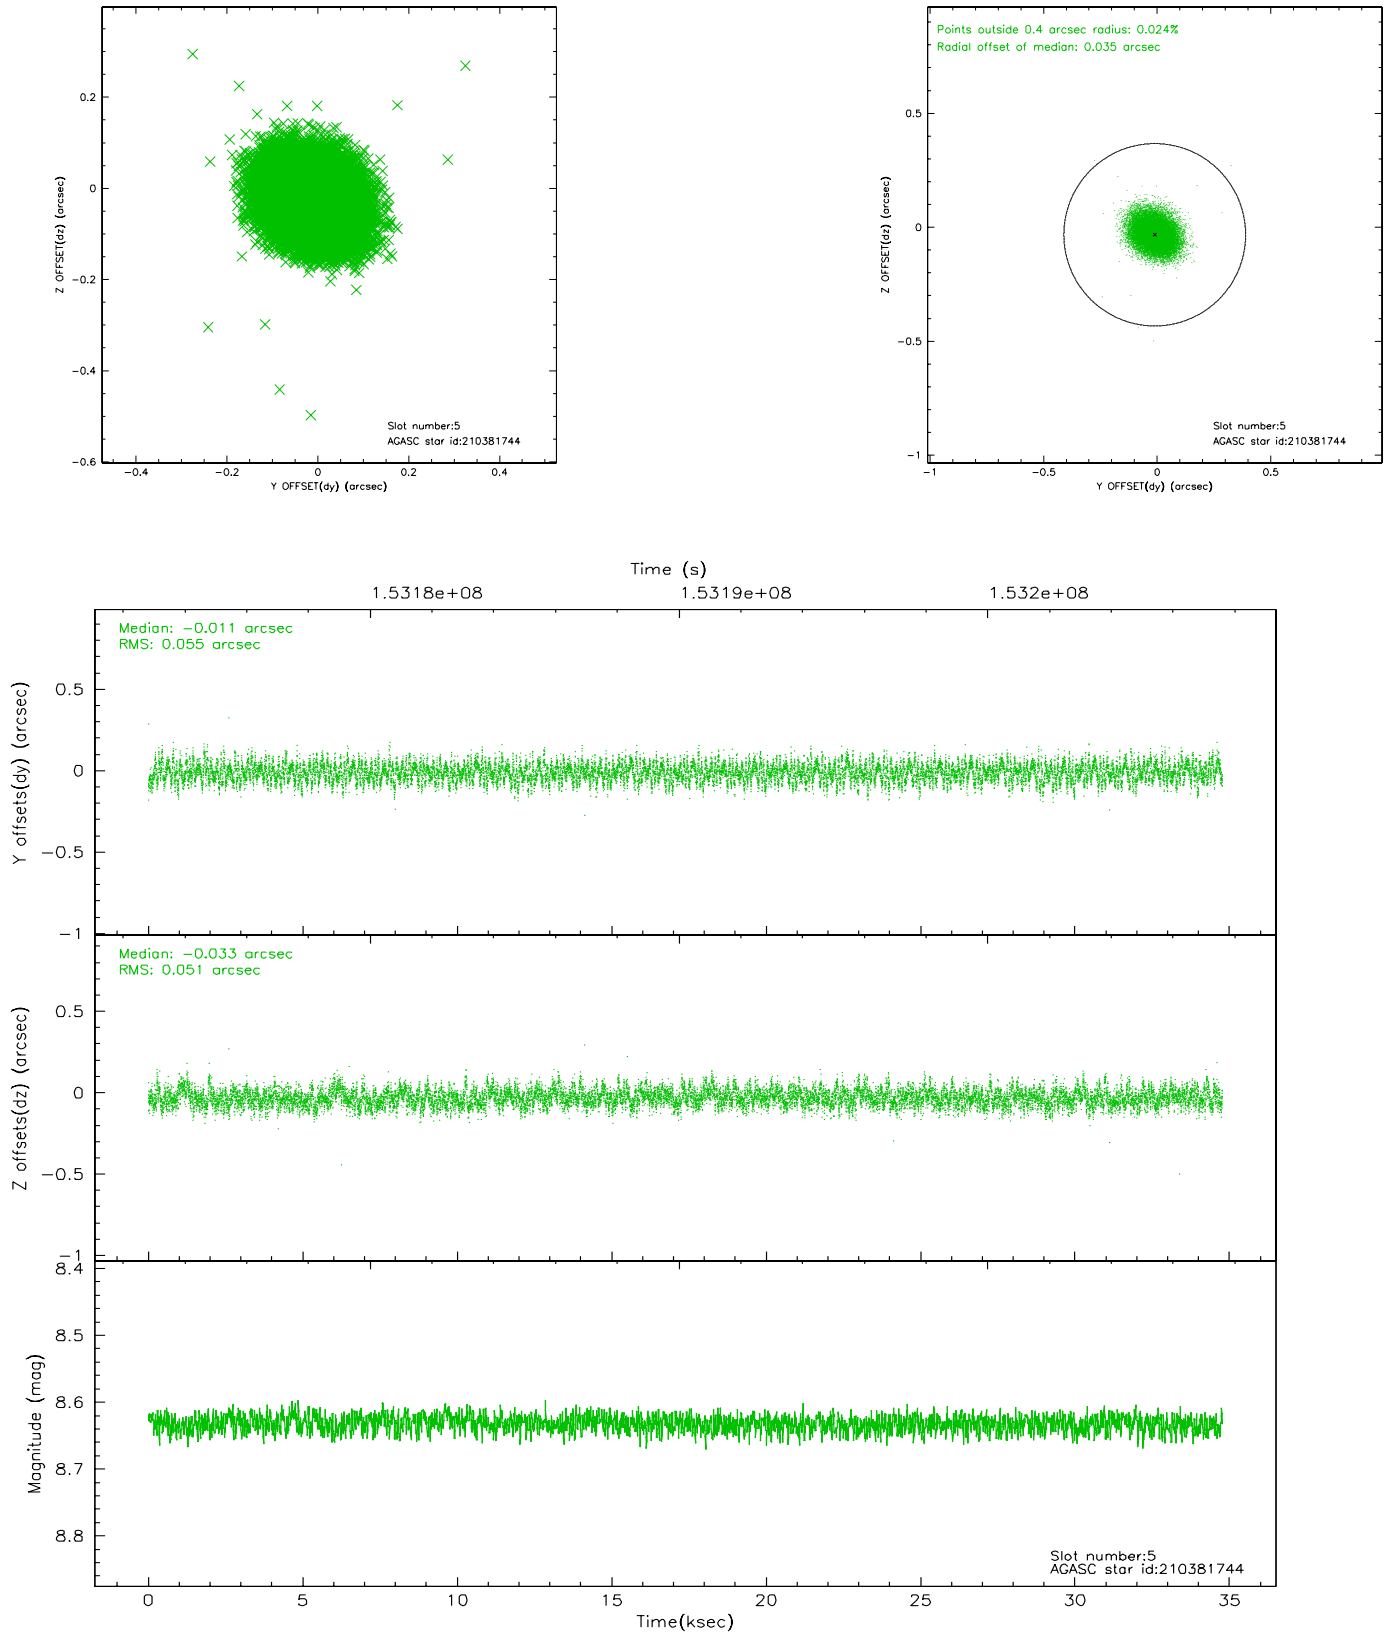 0.2
0
−0.2
−0.4
−0.6
−0.4
−0.2
0
0.2
0.4
Z OFFSET(dz) (arcsec)
Y OFFSET(dy) (arcsec)
Slot number:5
AGASC star id:210381744
Points outside 0.4 arcsec radius: 0.024%
Radial offset of median: 0.035 arcsec
0.5
0
−0.5
−1
−1
−0.5
0
0.5
Z OFFSET(dz) (arcsec)
Y OFFSET(dy) (arcsec)
Slot number:5
AGASC star id:210381744
Time (s)
1.5318e+08 1.5319e+08 1.532e+08
Median: −0.011 arcsec
RMS: 0.055 arcsec
0.5
0
−0.5
−1
Y offsets(dy) (arcsec)
Median: −0.033 arcsec
RMS: 0.051 arcsec
0.5
0
−0.5
−1
Z offsets(dz) (arcsec)
8.4
8.5
8.6
8.7
8.8
Magnitude (mag)
Slot number:5
AGASC star id:210381744
0 5 10 15 20 25 30 35
Time(ksec)